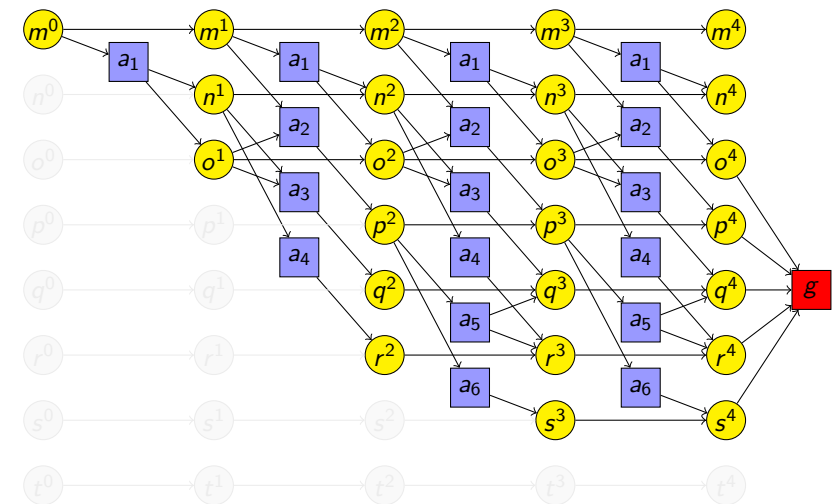 m⁰ m¹ m² m³ m⁴
a₁ a₁ a₁ a₁
n⁰ n¹ n² n³ n⁴
a₂ a₂ a₂
o⁰ o¹ o² o³ o⁴
a₃ a₃ a₃
p⁰ p¹ p² p³ p⁴
a₄ a₄ a₄
q⁰ q¹ q² q³ q⁴ g
a₅ a₅
r⁰ r¹ r² r³ r⁴
a₆ a₆
s⁰ s¹ s² s³ s⁴
t⁰ t¹ t² t³ t⁴